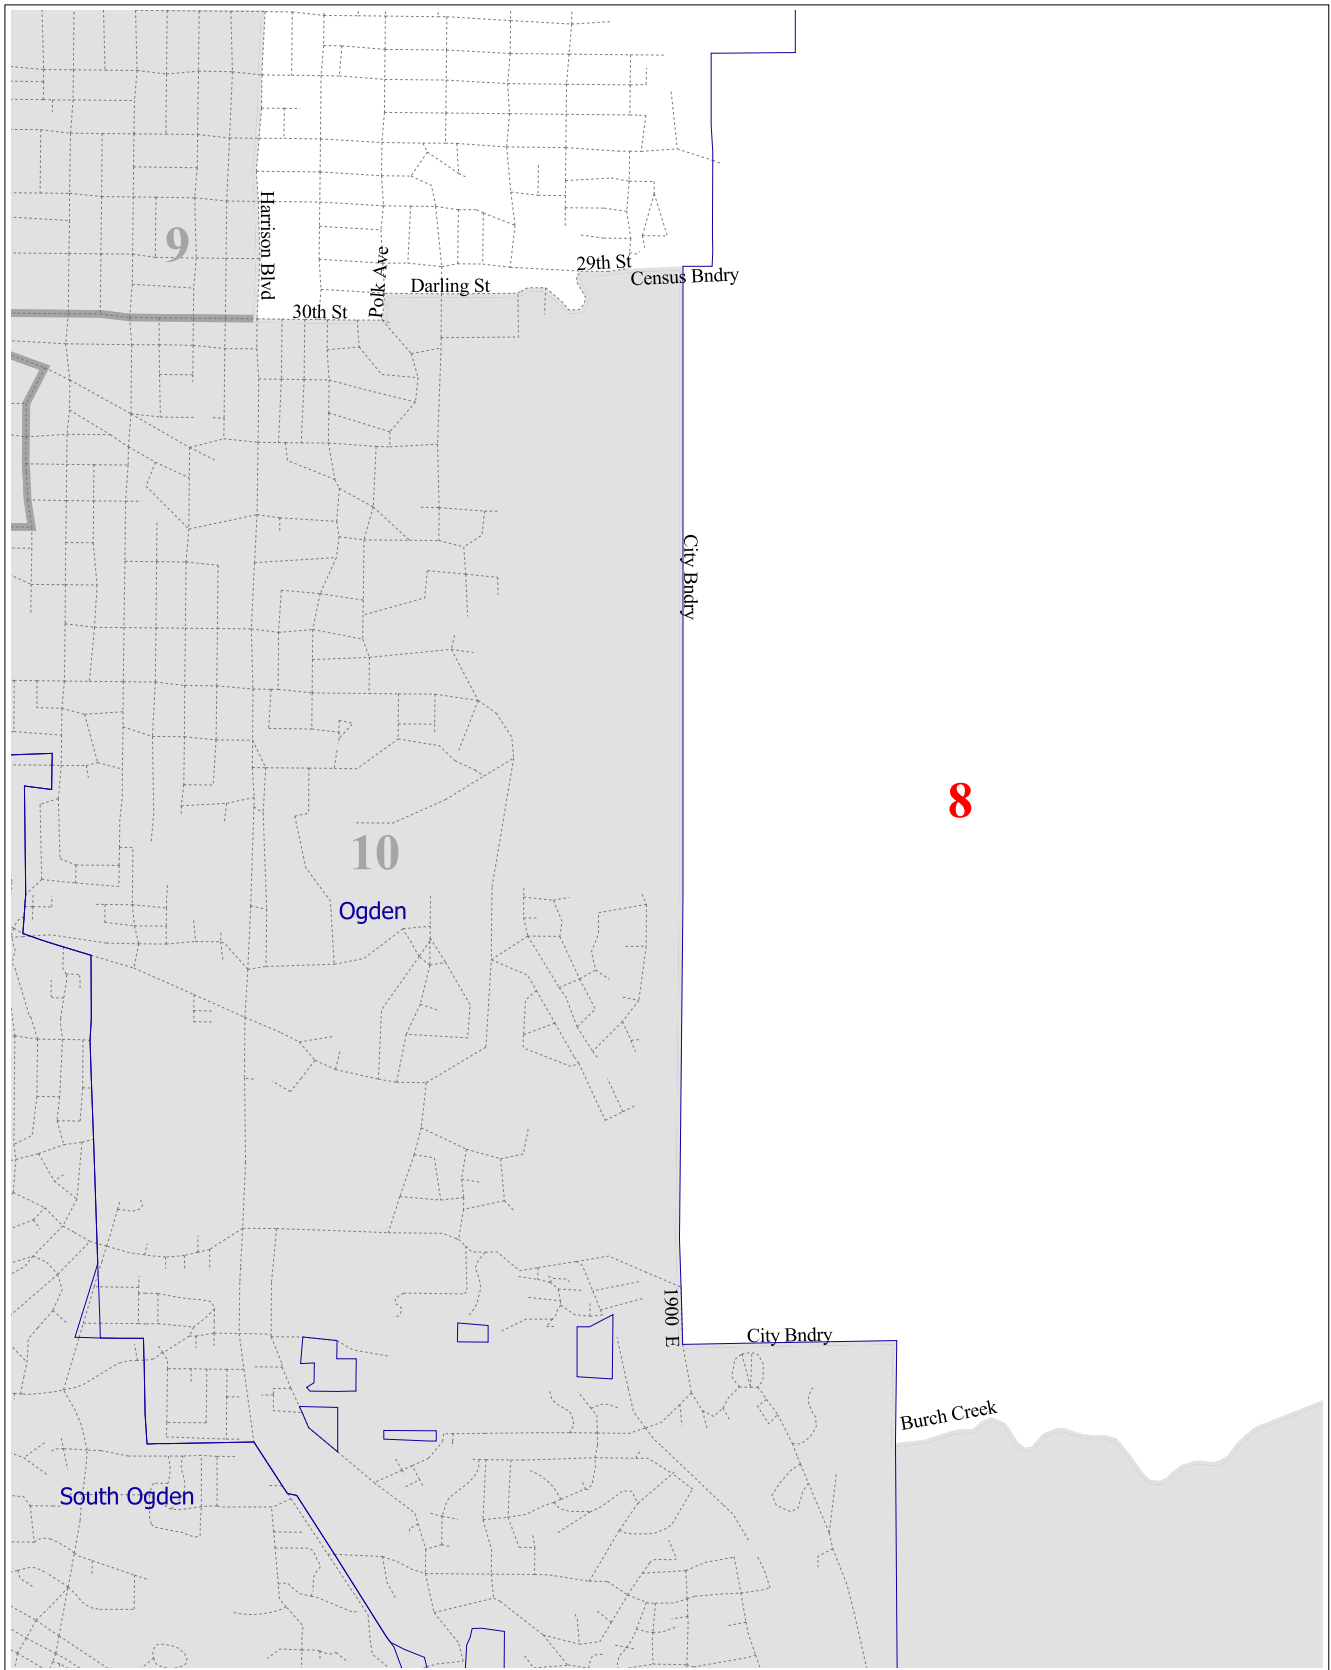 Harrison Blvd
9
Polk Ave
29th St
Census Bndry
Darling St
30th St
City Bndry
8
10
Ogden
1900 E
City Bndry
Burch Creek
South Ogden